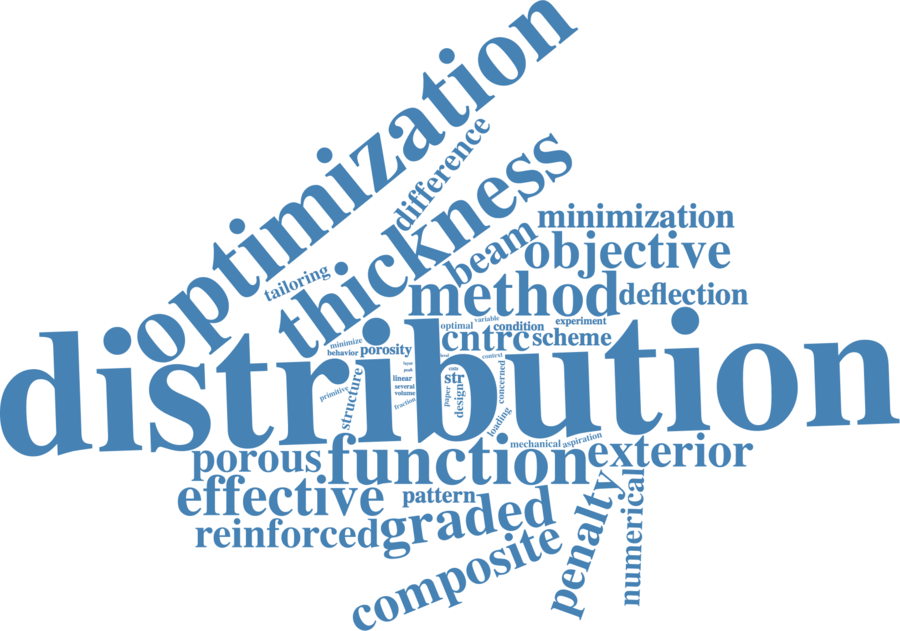 optimization
difference
thickness
minimization
beam
objective
tailoring
method
deflection
variable
experiment
optimal
condition
cntrc
scheme
minimize
behavior
porosity
context
distribution
linear
several
volume
fraction
primitive
structure
str
paper
design
concerned
loading
mechanical
aspiration
porous
function
exterior
effective
pattern
penalty
numerical
reinforced
graded
composite